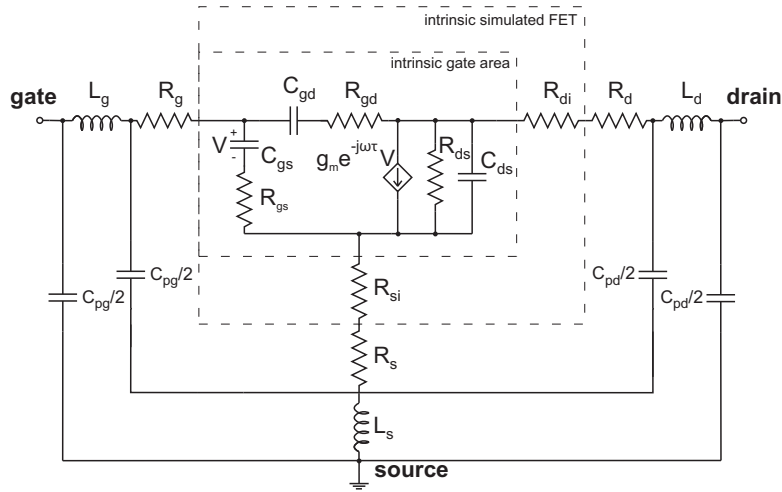 intrinsic simulated FET
intrinsic gate area
gate
L_g
R_g
C_gd
R_gd
R_di
R_d
L_d
drain
V
+
-
C_gs
R_gs
g_m e^-jωτ V
R_ds
C_ds
C_pg/2
C_pg/2
R_si
C_pd/2
C_pd/2
R_s
L_s
source